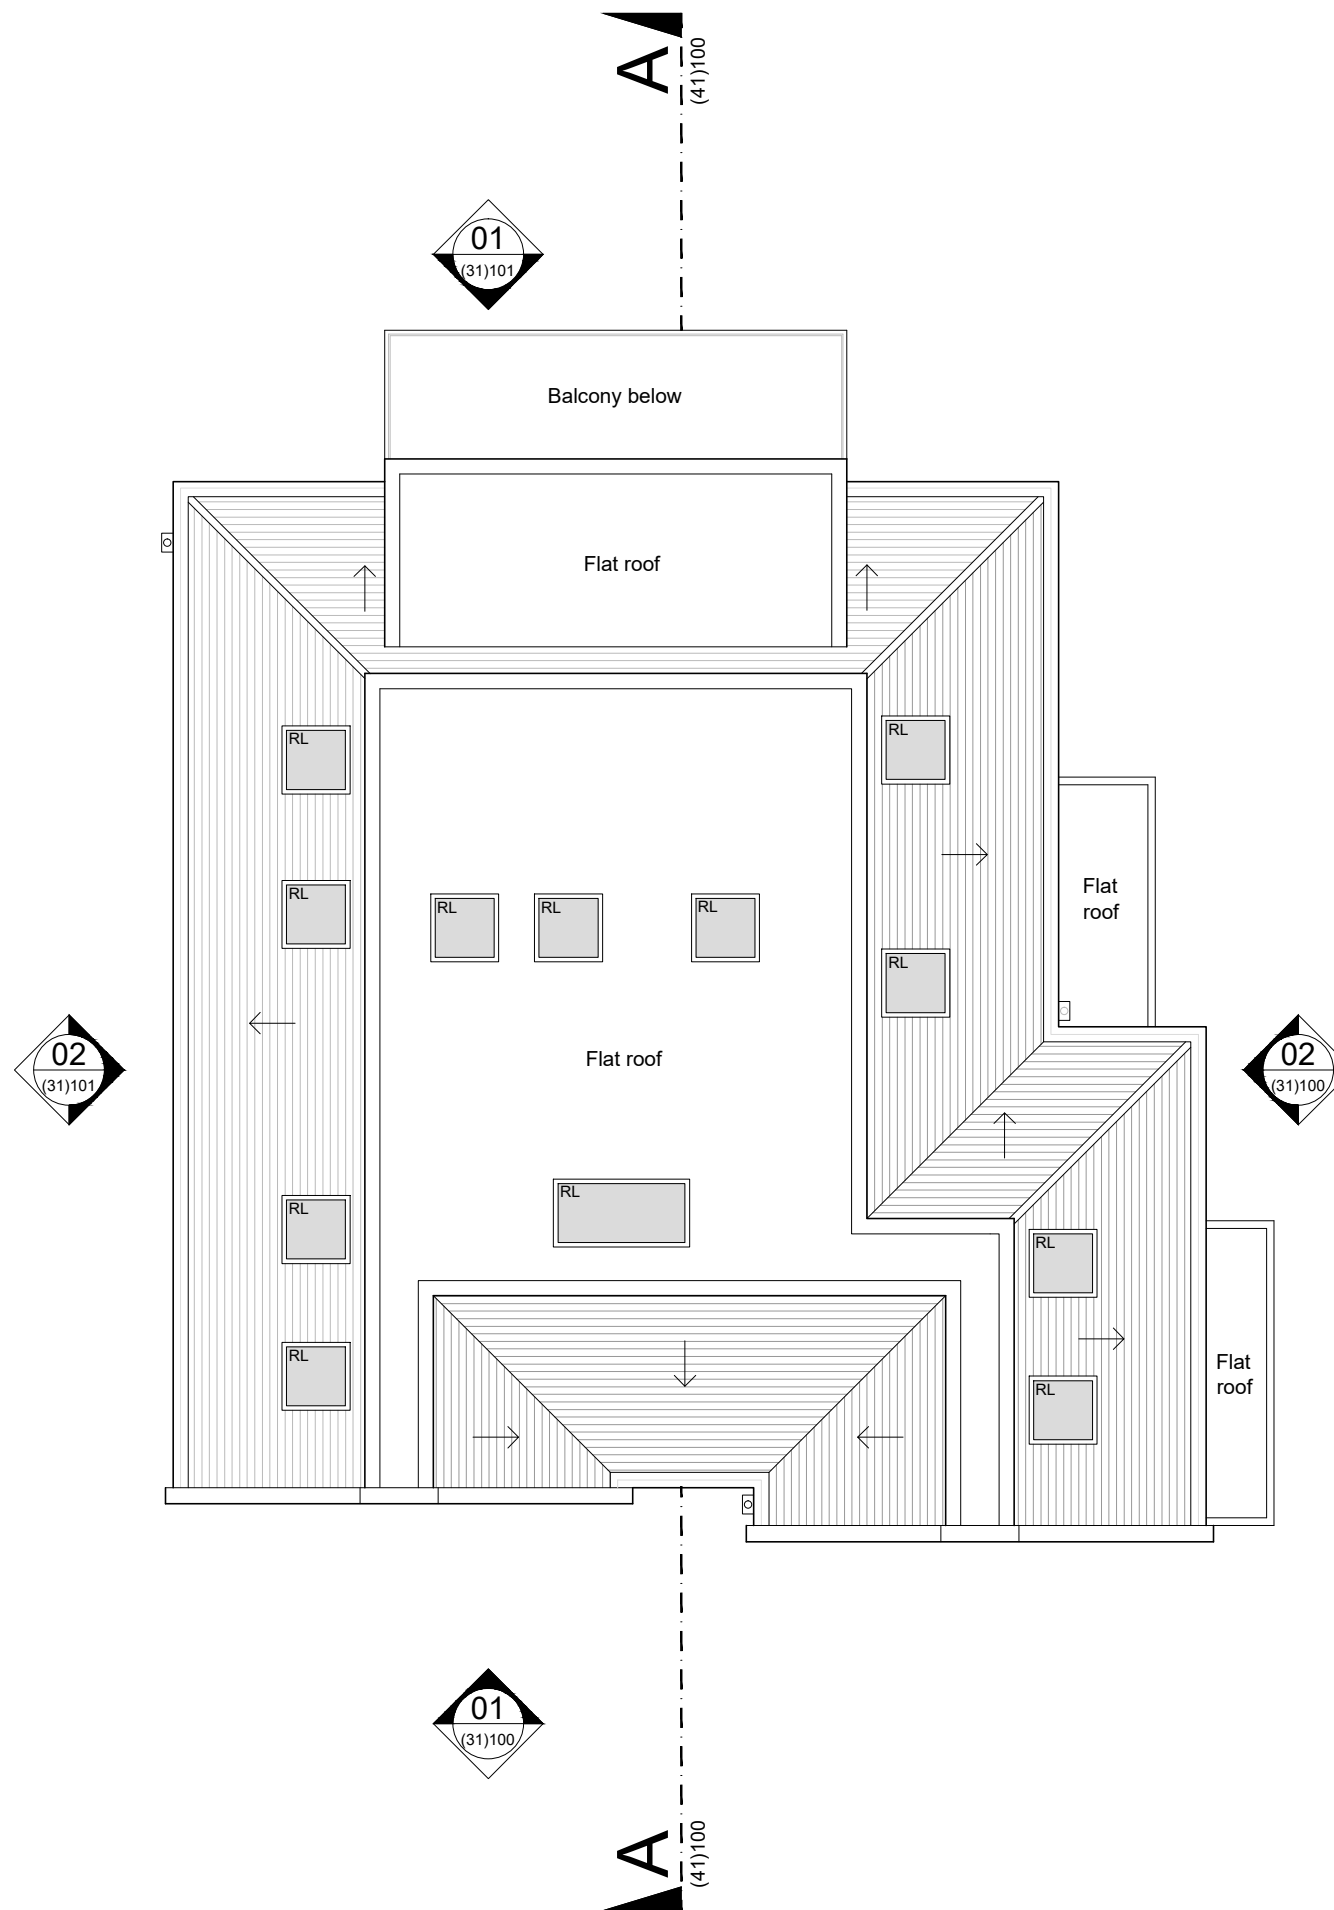 A
(41)100
01
(31)101
Balcony below
Flat roof
RL
RL
RL
RL
RL
RL
RL
Flat
roof
RL
02
(31)101
Flat roof
02
(31)100
RL
RL
RL
RL
RL
Flat
roof
01
(31)100
A
(41)100